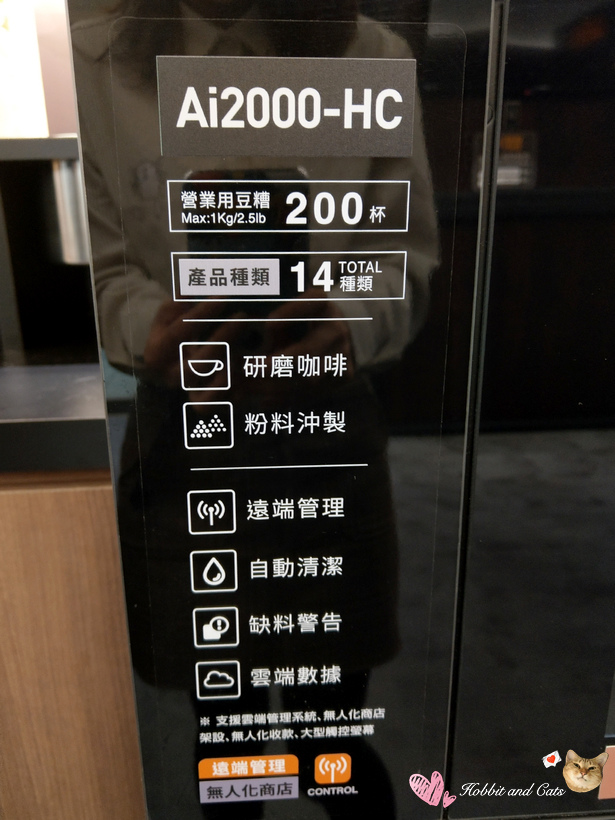 Ai2000-HC
營業用豆糟
Max:1Kg/2.5lb
200杯
產品種類
14
TOTAL
種類
研磨咖啡
粉料沖製
遠端管理
自動清潔
缺料警告
雲端數據
※ 支援雲端管理系統、無人化商店
架設、無人化收款、大型觸控螢幕
遠端管理
無人化商店
CONTROL
Hobbit and Cats